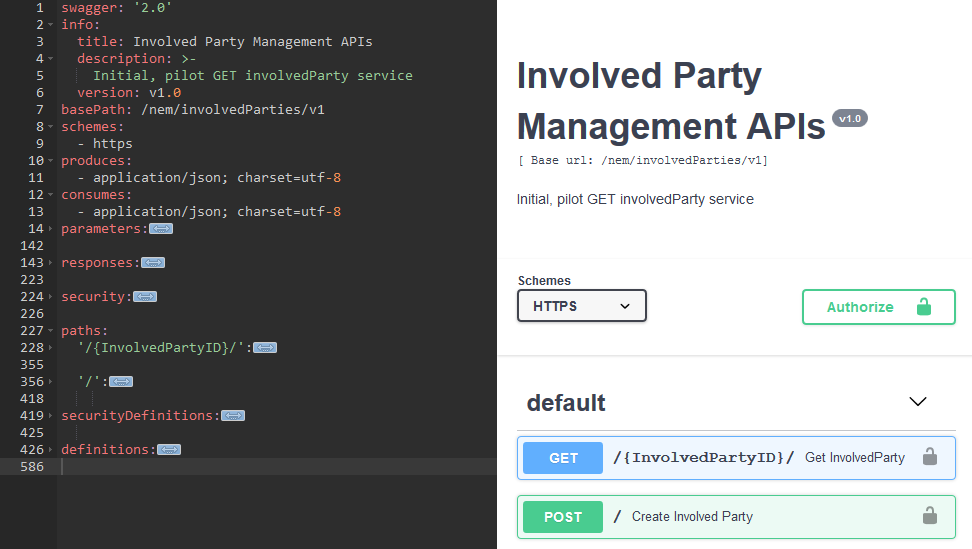 1 swagger: '2.0'
2 info:
3 title: Involved Party Management APIs
4 description: >-
5 Initial, pilot GET involvedParty service
6 version: v1.0
7 basePath: /nem/involvedParties/v1
8 schemes:
9 - https
10 produces:
11 - application/json; charset=utf-8
12 consumes:
13 - application/json; charset=utf-8
14 parameters:
142
143 responses:
223
224 security:
226
227 paths:
228 '/{InvolvedPartyID}/':
355
356 '/':
418
419 securityDefinitions:
425
426 definitions:
586
Involved Party
Management APIs v1.0
[ Base url: /nem/involvedParties/v1]
Initial, pilot GET involvedParty service
Schemes
HTTPS
Authorize
default
GET /{InvolvedPartyID}/ Get InvolvedParty
POST / Create Involved Party